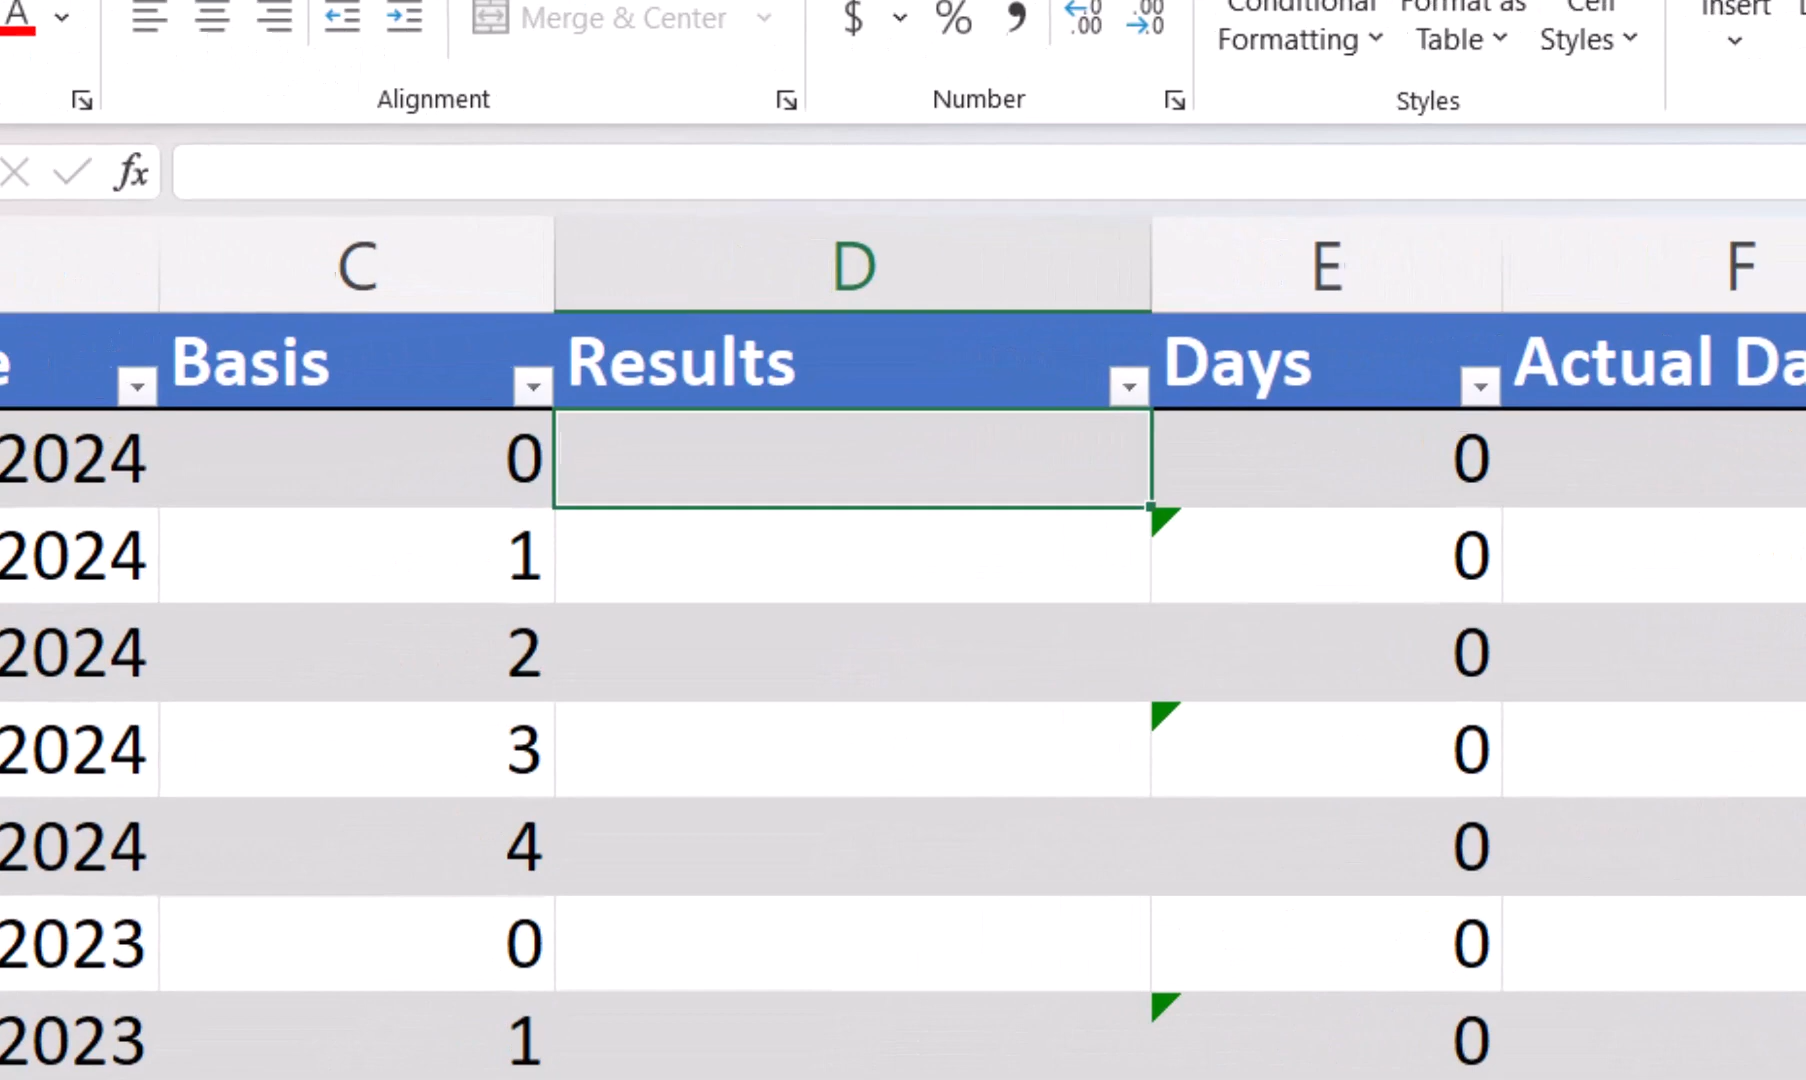 A Merge & Center $ % .00 .00 Conditional Format as Cell Insert
Formatting Table Styles
Alignment Number Styles
fx
C D E F
e Basis Results Days Actual Da
2024 0 0
2024 1 0
2024 2 0
2024 3 0
2024 4 0
2023 0 0
2023 1 0